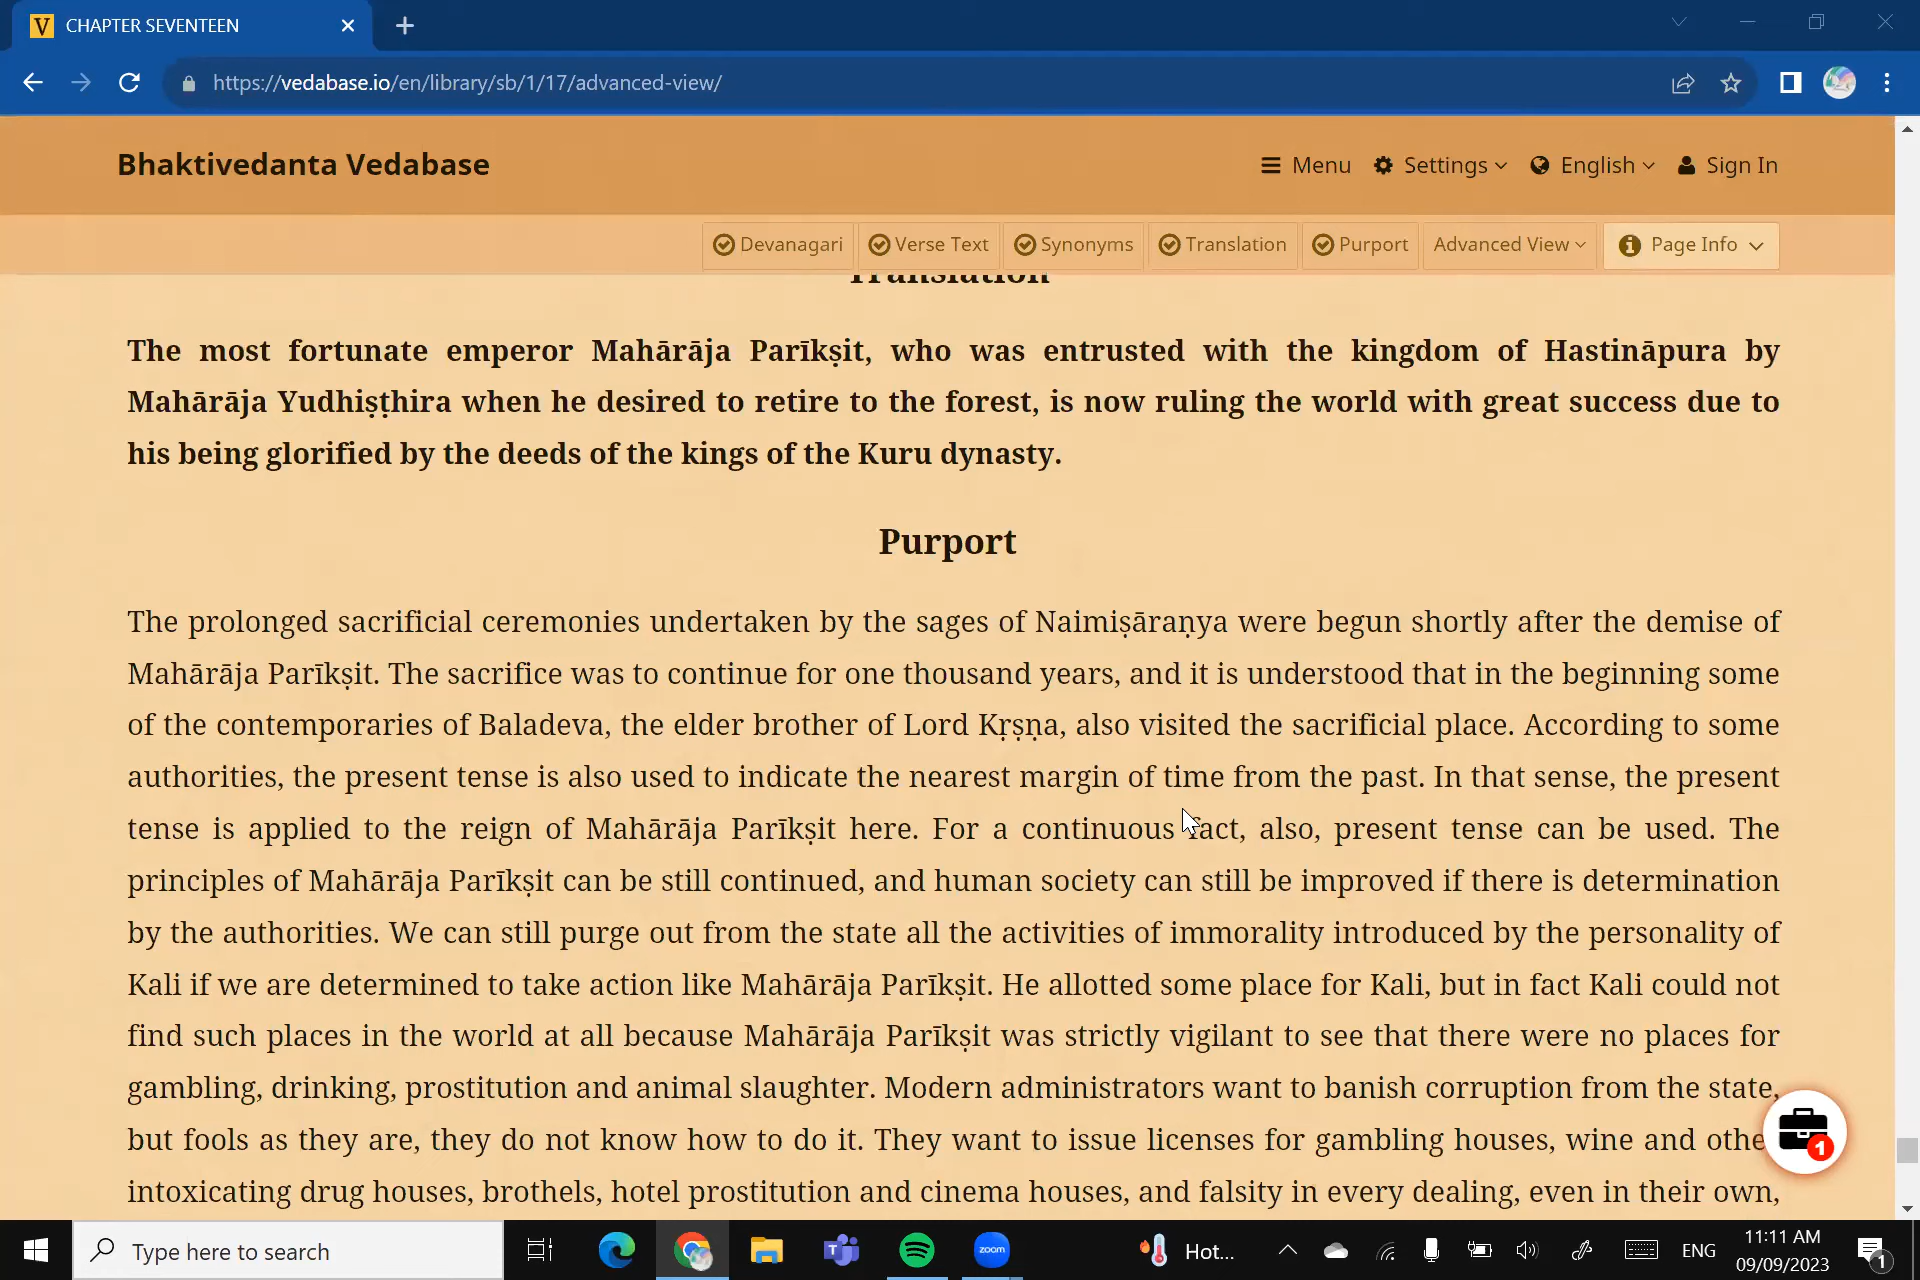 V CHAPTER SEVENTEEN
https://vedabase.io/en/library/sb/1/17/advanced-view/
Bhaktivedanta Vedabase
Menu Settings English Sign In
Devanagari Verse Text Synonyms Translation Purport Advanced View Page Info
Translation
The most fortunate emperor Mahārāja Parīkṣit, who was entrusted with the kingdom of Hastināpura by
Mahārāja Yudhiṣṭhira when he desired to retire to the forest, is now ruling the world with great success due to
his being glorified by the deeds of the kings of the Kuru dynasty.
Purport
The prolonged sacrificial ceremonies undertaken by the sages of Naimiṣāraṇya were begun shortly after the demise of
Mahārāja Parīkṣit. The sacrifice was to continue for one thousand years, and it is understood that in the beginning some
of the contemporaries of Baladeva, the elder brother of Lord Kṛṣṇa, also visited the sacrificial place. According to some
authorities, the present tense is also used to indicate the nearest margin of time from the past. In that sense, the present
tense is applied to the reign of Mahārāja Parīkṣit here. For a continuous fact, also, present tense can be used. The
principles of Mahārāja Parīkṣit can be still continued, and human society can still be improved if there is determination
by the authorities. We can still purge out from the state all the activities of immorality introduced by the personality of
Kali if we are determined to take action like Mahārāja Parīkṣit. He allotted some place for Kali, but in fact Kali could not
find such places in the world at all because Mahārāja Parīkṣit was strictly vigilant to see that there were no places for
gambling, drinking, prostitution and animal slaughter. Modern administrators want to banish corruption from the state,
but fools as they are, they do not know how to do it. They want to issue licenses for gambling houses, wine and othe
1
intoxicating drug houses, brothels, hotel prostitution and cinema houses, and falsity in every dealing, even in their own,
Type here to search
zoom
Hot...
ENG
11:11 AM
09/09/2023
1